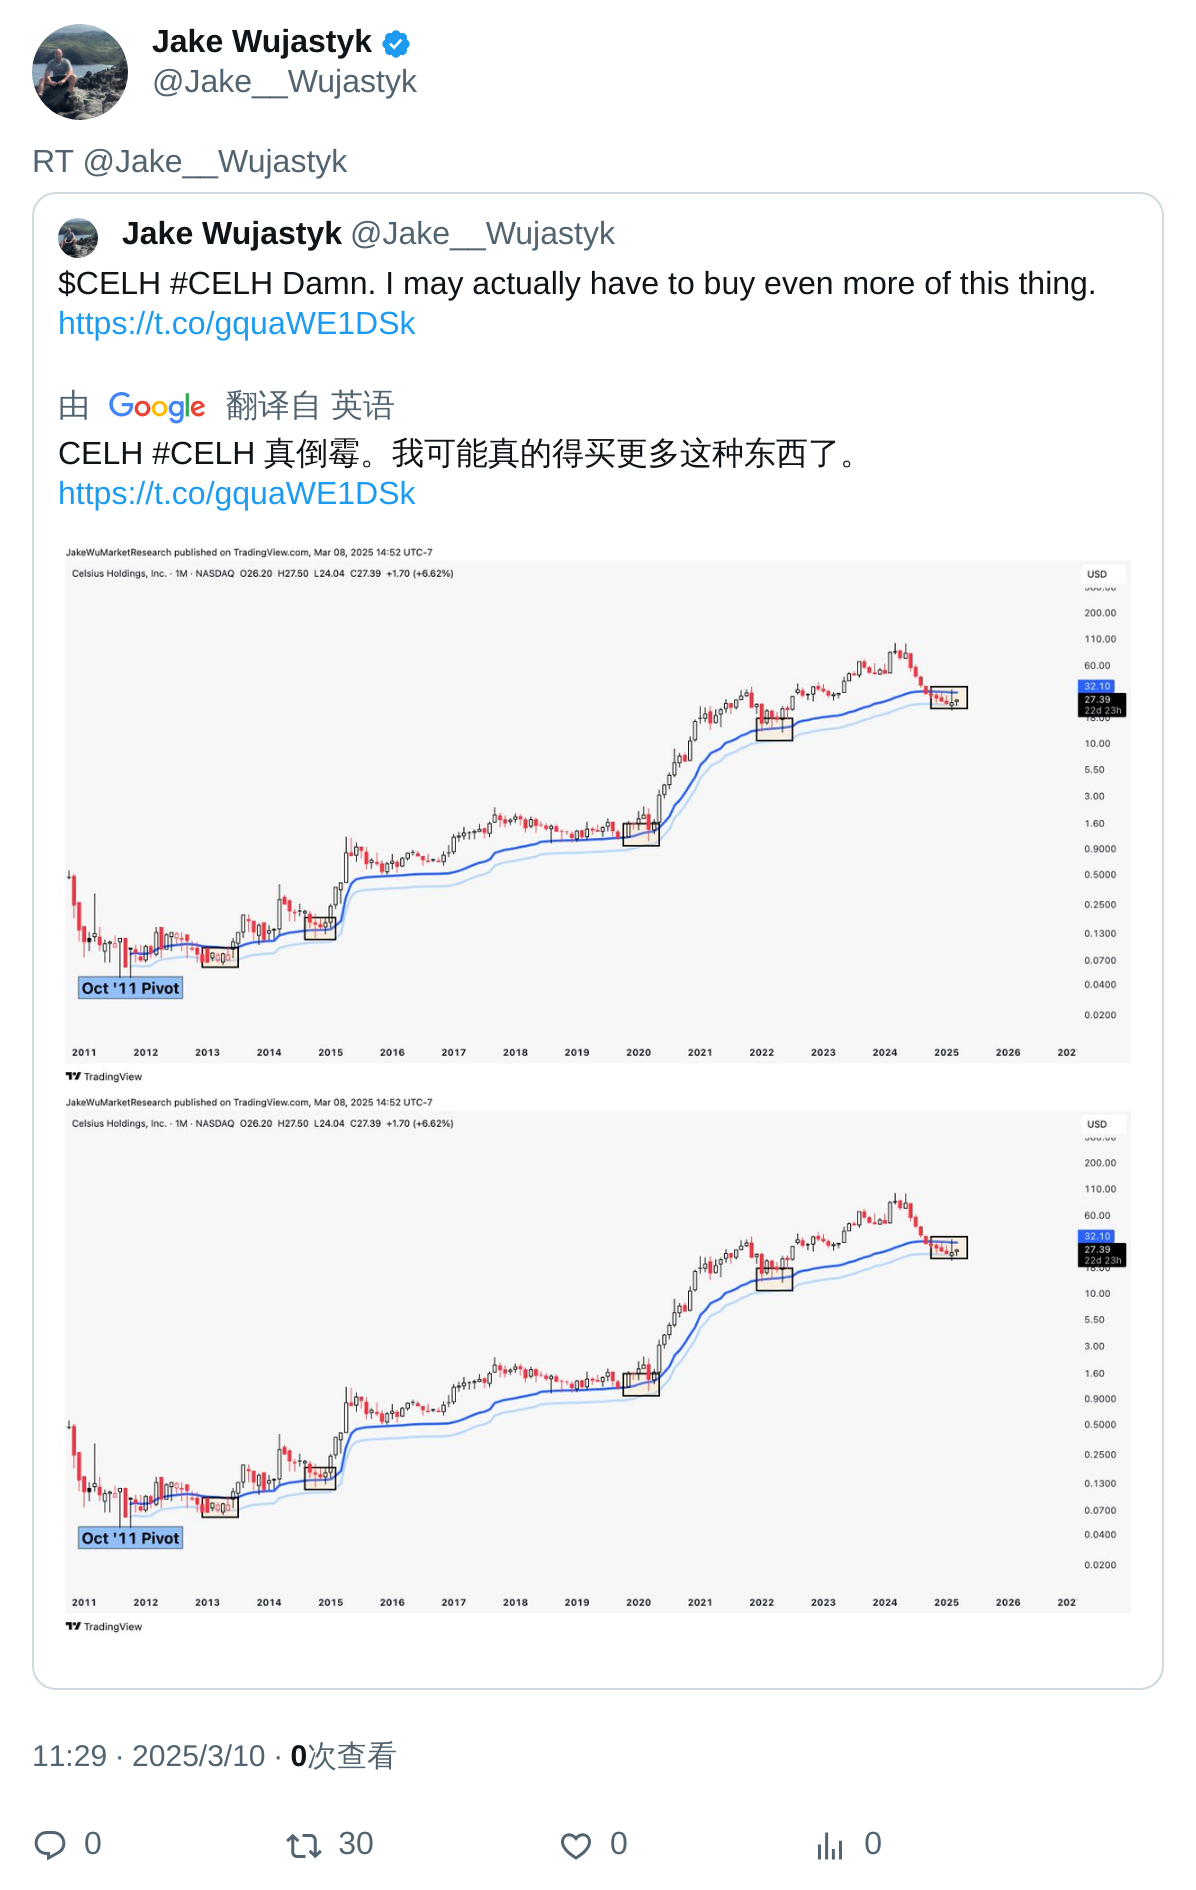 Jake Wujastyk
@Jake__Wujastyk
RT @Jake__Wujastyk
Jake Wujastyk @Jake__Wujastyk
$CELH #CELH Damn. I may actually have to buy even more of this thing.
https://t.co/gquaWE1DSk
由 Google 翻译自 英语
CELH #CELH 真倒霉。我可能真的得买更多这种东西了。
https://t.co/gquaWE1DSk
JakeWuMarketResearch published on TradingView.com, Mar 08, 2025 14:52 UTC-7
Celsius Holdings, Inc. · 1M · NASDAQ O26.20 H27.50 L24.04 C27.39 +1.70 (+6.62%)
USD
200.00
110.00
60.00
32.10
27.39
22d 23h
18.00
10.00
5.50
3.00
1.60
0.9000
0.5000
0.2500
0.1300
0.0700
0.0400
0.0200
Oct '11 Pivot
2011 2012 2013 2014 2015 2016 2017 2018 2019 2020 2021 2022 2023 2024 2025 2026 202
TradingView
JakeWuMarketResearch published on TradingView.com, Mar 08, 2025 14:52 UTC-7
Celsius Holdings, Inc. · 1M · NASDAQ O26.20 H27.50 L24.04 C27.39 +1.70 (+6.62%)
USD
200.00
110.00
60.00
32.10
27.39
22d 23h
18.00
10.00
5.50
3.00
1.60
0.9000
0.5000
0.2500
0.1300
0.0700
0.0400
0.0200
Oct '11 Pivot
2011 2012 2013 2014 2015 2016 2017 2018 2019 2020 2021 2022 2023 2024 2025 2026 202
TradingView
11:29 · 2025/3/10 · 0次查看
0 30 0 0